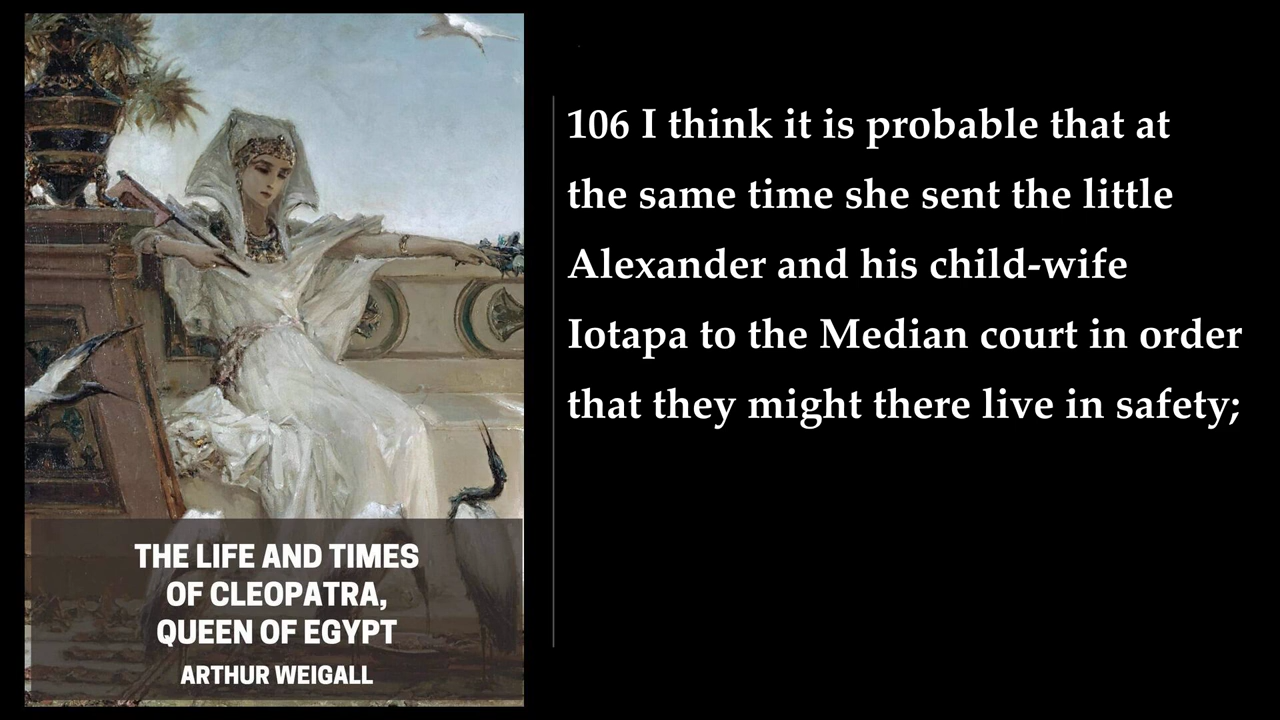 THE LIFE AND TIMES
OF CLEOPATRA,
QUEEN OF EGYPT
ARTHUR WEIGALL
106 I think it is probable that at
the same time she sent the little
Alexander and his child-wife
Iotapa to the Median court in order
that they might there live in safety;